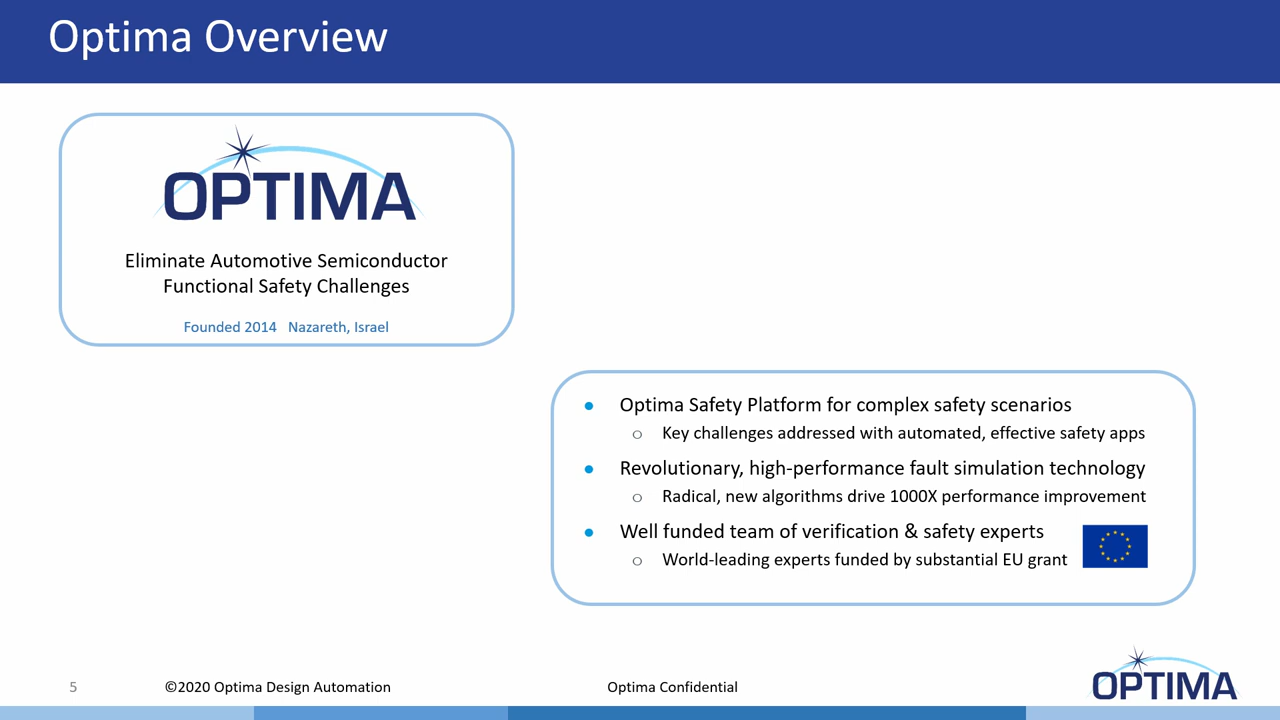 Optima Overview
OPTIMA
Eliminate Automotive Semiconductor
Functional Safety Challenges
Founded 2014 Nazareth, Israel
● Optima Safety Platform for complex safety scenarios
○ Key challenges addressed with automated, effective safety apps
● Revolutionary, high-performance fault simulation technology
○ Radical, new algorithms drive 1000X performance improvement
● Well funded team of verification & safety experts
○ World-leading experts funded by substantial EU grant
5
©2020 Optima Design Automation
Optima Confidential
OPTIMA